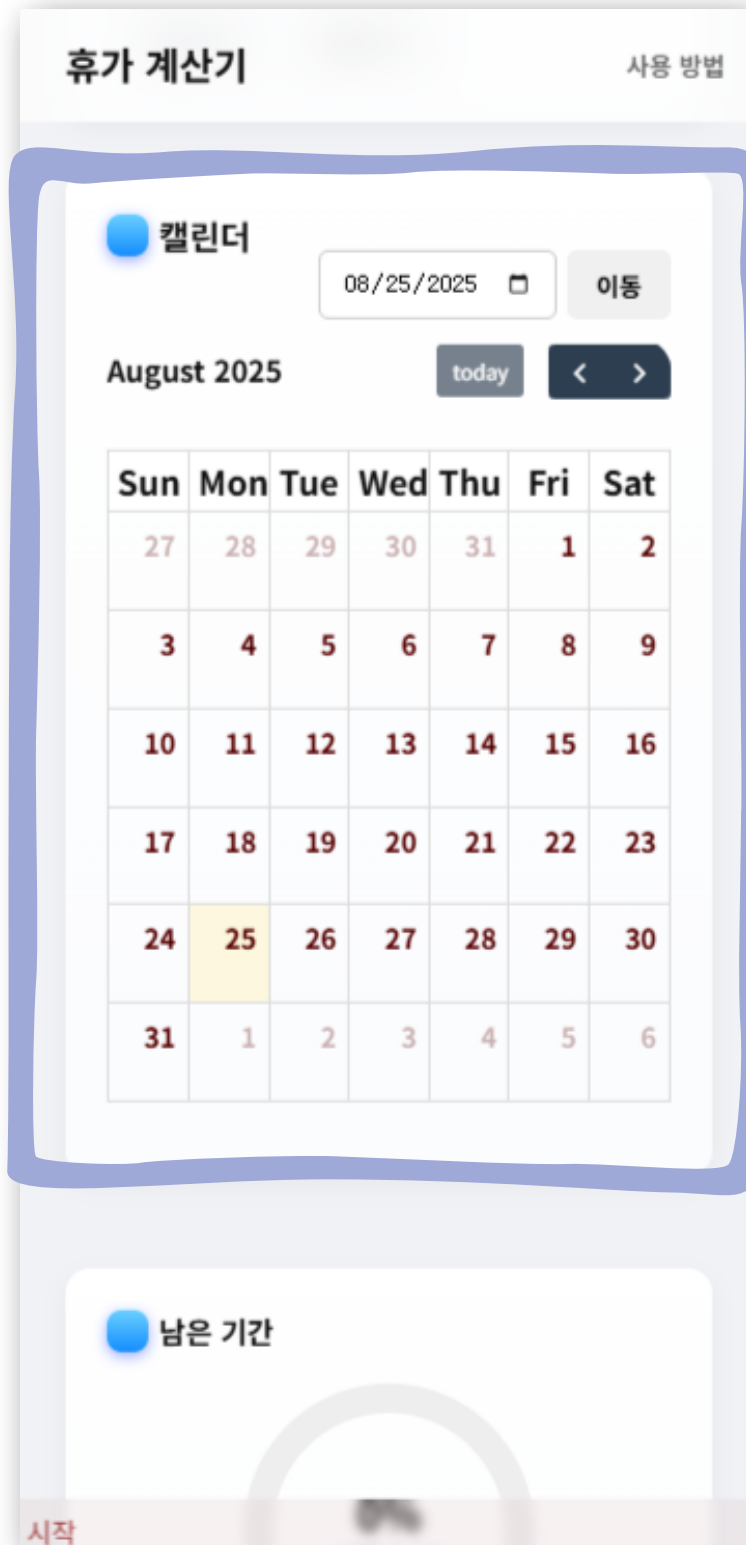 휴가 계산기 사용 방법
캘린더
08/25/2025 이동
August 2025 today
Sun Mon Tue Wed Thu Fri Sat
27 28 29 30 31 1 2
3 4 5 6 7 8 9
10 11 12 13 14 15 16
17 18 19 20 21 22 23
24 25 26 27 28 29 30
31 1 2 3 4 5 6
남은 기간
시작